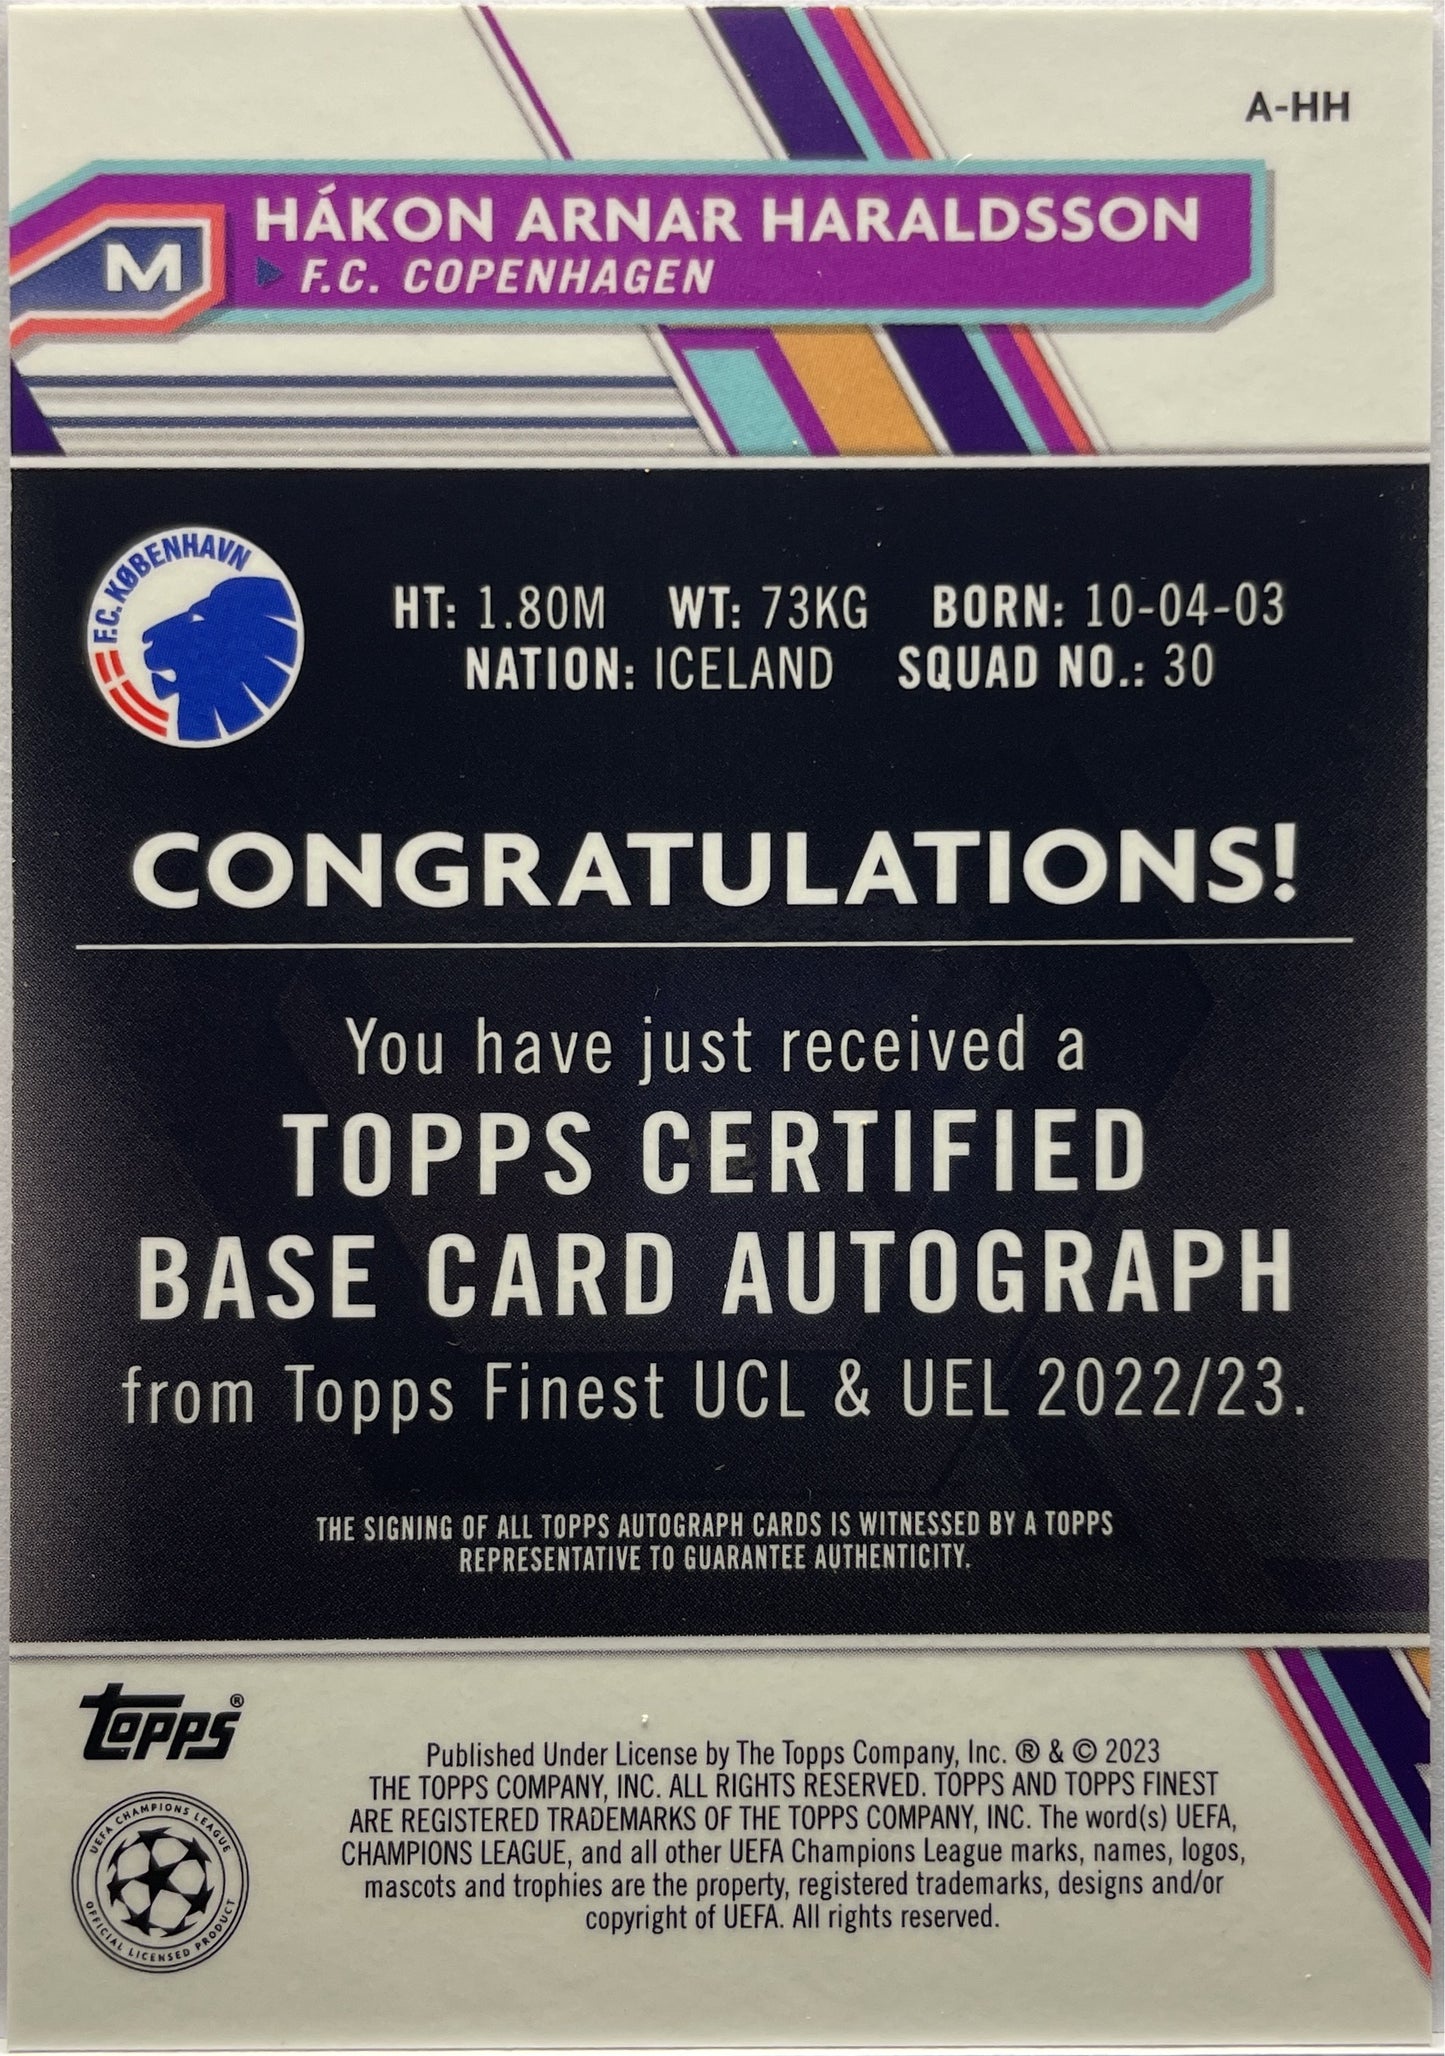 A-HH
M
HÁKON ARNAR HARALDSSON
F.C. COPENHAGEN
F.C. KØBENHAVN
HT: 1.80M WT: 73KG BORN: 10-04-03
NATION: ICELAND SQUAD NO.: 30
CONGRATULATIONS!
You have just received a
TOPPS CERTIFIED
BASE CARD AUTOGRAPH
from Topps Finest UCL & UEL 2022/23.
THE SIGNING OF ALL TOPPS AUTOGRAPH CARDS IS WITNESSED BY A TOPPS
REPRESENTATIVE TO GUARANTEE AUTHENTICITY.
topps®
UEFA CHAMPIONS LEAGUE
OFFICIAL LICENSED PRODUCT
Published Under License by The Topps Company, Inc. ® & © 2023
THE TOPPS COMPANY, INC. ALL RIGHTS RESERVED. TOPPS AND TOPPS FINEST
ARE REGISTERED TRADEMARKS OF THE TOPPS COMPANY, INC. The word(s) UEFA,
CHAMPIONS LEAGUE, and all other UEFA Champions League marks, names, logos,
mascots and trophies are the property, registered trademarks, designs and/or
copyright of UEFA. All rights reserved.